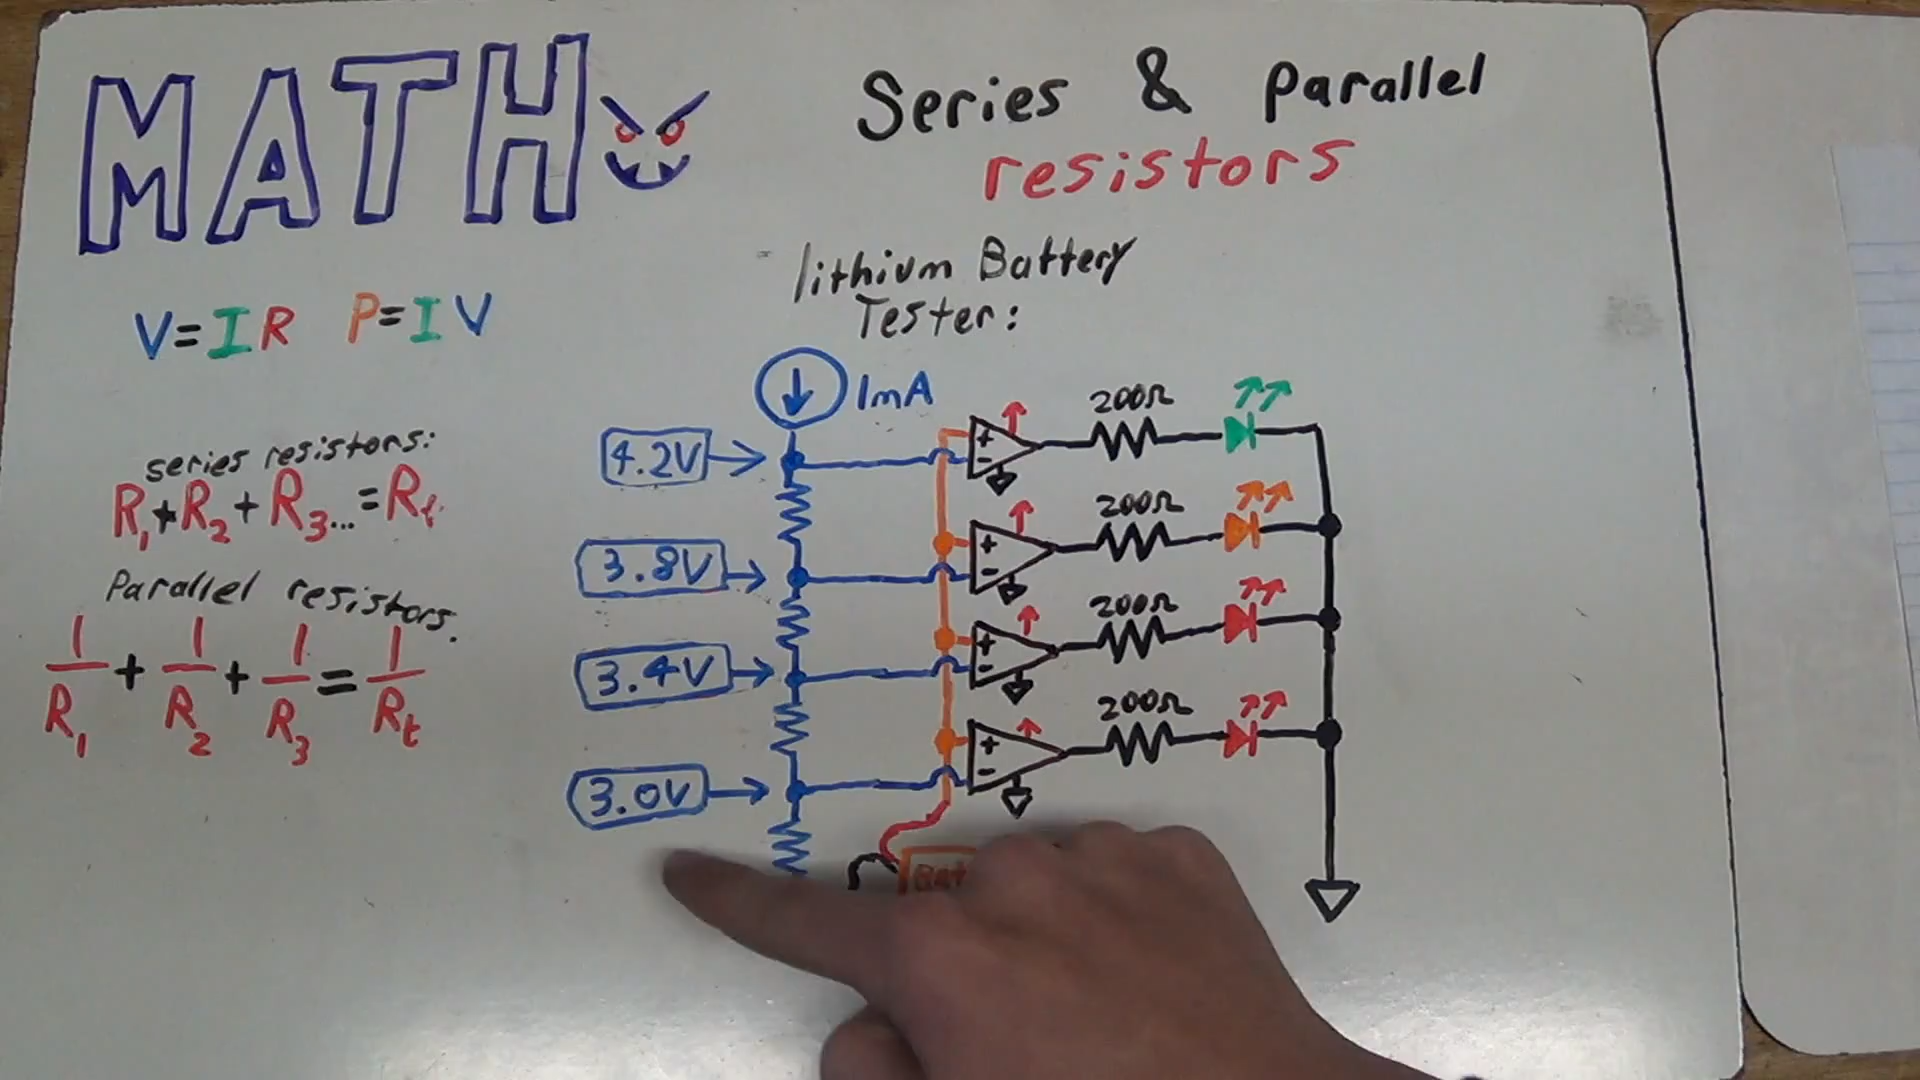 MATH
Series & parallel
resistors
lithium Battery
Tester:
V=IR P=IV
series resistors:
R1+R2+R3...=Rt
Parallel resistors.
1/R1 + 1/R2 + 1/R3 = 1/Rt
1mA
4.2V
3.8V
3.4V
3.0V
+
-
200Ω
+
-
200Ω
+
-
200Ω
+
-
200Ω
Bat